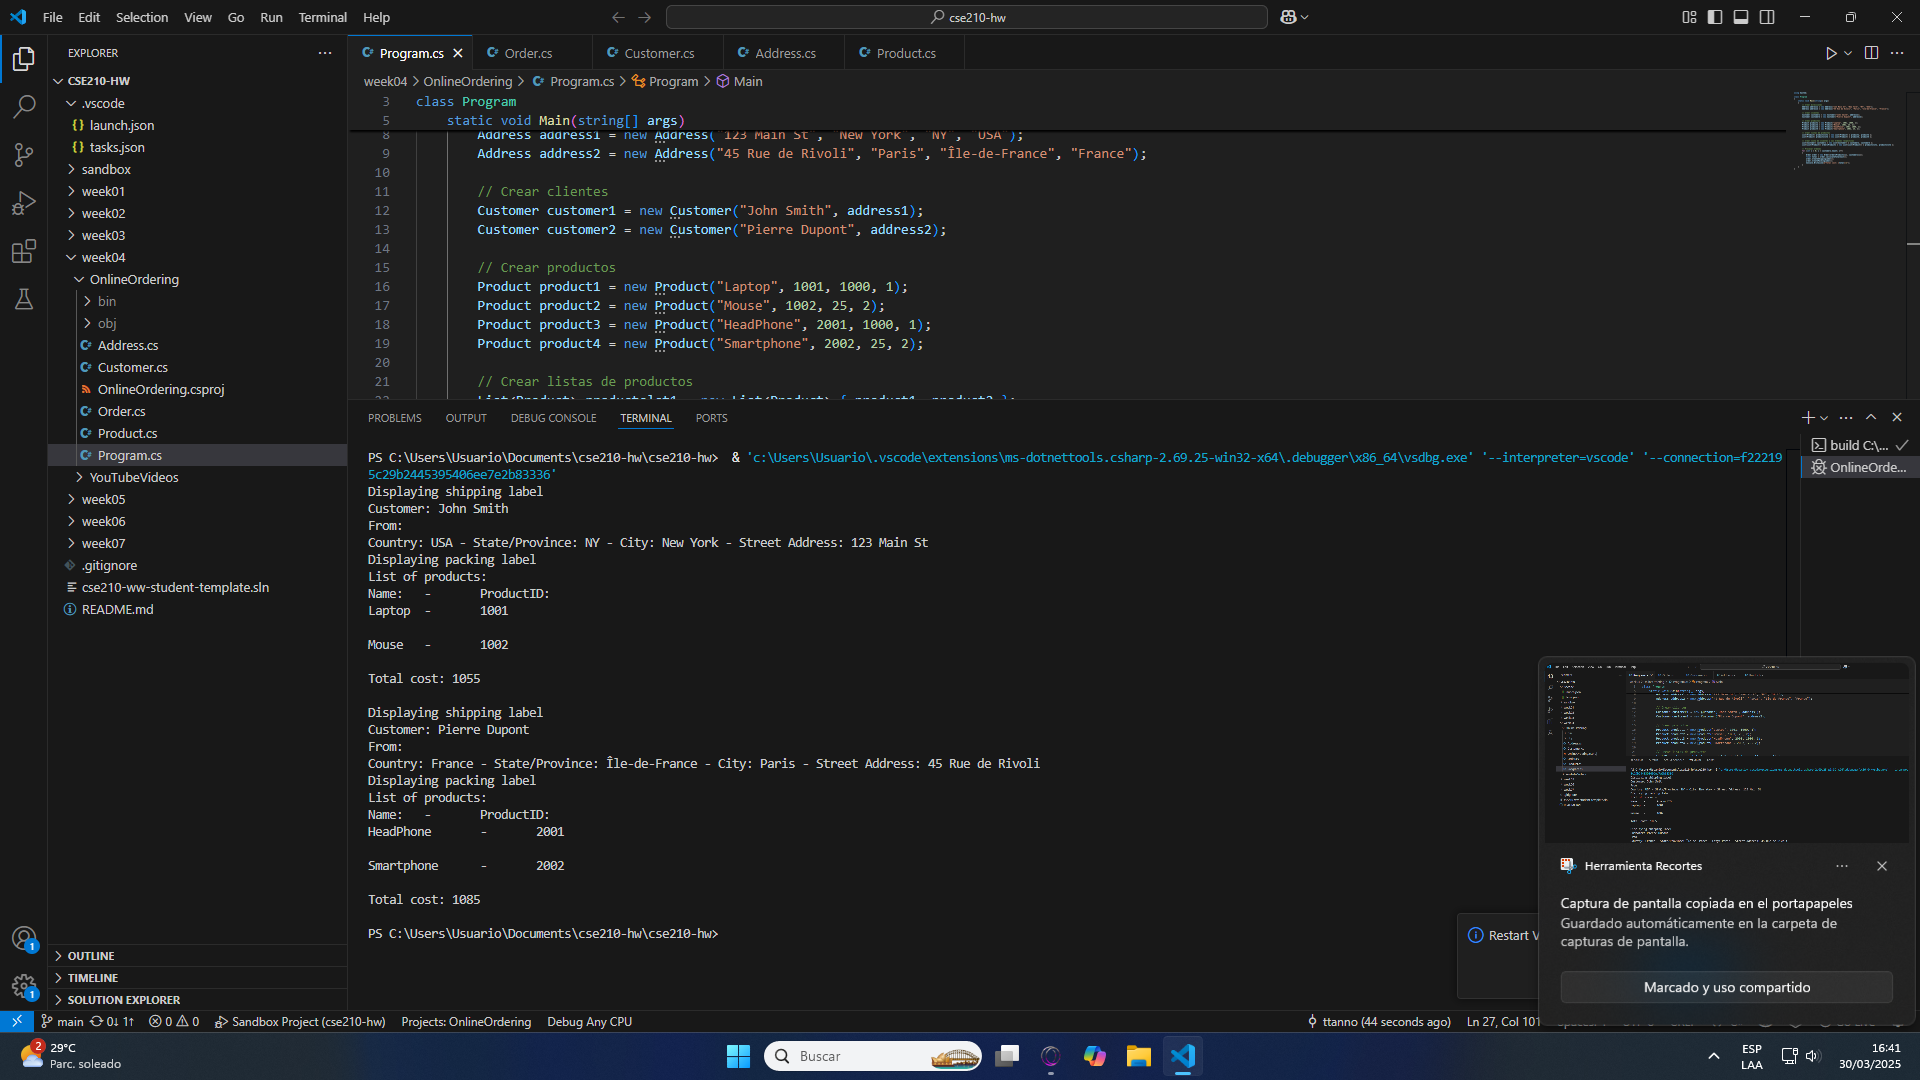 File Edit Selection View Go Run Terminal Help
cse210-hw
EXPLORER
CSE210-HW
.vscode
launch.json
tasks.json
sandbox
week01
week02
week03
week04
OnlineOrdering
bin
obj
Address.cs
Customer.cs
OnlineOrdering.csproj
Order.cs
Product.cs
Program.cs
YouTubeVideos
week05
week06
week07
.gitignore
cse210-ww-student-template.sln
README.md
OUTLINE
TIMELINE
SOLUTION EXPLORER
Program.cs Order.cs Customer.cs Address.cs Product.cs
week04 > OnlineOrdering > Program.cs > Program > Main
3 class Program
5 static void Main(string[] args)
8 Address address1 = new Address("123 Main St", "New York", "NY", "USA");
9 Address address2 = new Address("45 Rue de Rivoli", "Paris", "Île-de-France", "France");
10
11 // Crear clientes
12 Customer customer1 = new Customer("John Smith", address1);
13 Customer customer2 = new Customer("Pierre Dupont", address2);
14
15 // Crear productos
16 Product product1 = new Product("Laptop", 1001, 1000, 1);
17 Product product2 = new Product("Mouse", 1002, 25, 2);
18 Product product3 = new Product("HeadPhone", 2001, 1000, 1);
19 Product product4 = new Product("Smartphone", 2002, 25, 2);
20
21 // Crear listas de productos
PROBLEMS OUTPUT DEBUG CONSOLE TERMINAL PORTS
build C:\...
OnlineOrde...
PS C:\Users\Usuario\Documents\cse210-hw\cse210-hw> & 'c:\Users\Usuario\.vscode\extensions\ms-dotnettools.csharp-2.69.25-win32-x64\.debugger\x86_64\vsdbg.exe' '--interpreter=vscode' '--connection=f22219
5c29b2445395406ee7e2b83336'
Displaying shipping label
Customer: John Smith
From:
Country: USA - State/Province: NY - City: New York - Street Address: 123 Main St
Displaying packing label
List of products:
Name: - ProductID:
Laptop - 1001
Mouse - 1002
Total cost: 1055
Displaying shipping label
Customer: Pierre Dupont
From:
Country: France - State/Province: Île-de-France - City: Paris - Street Address: 45 Rue de Rivoli
Displaying packing label
List of products:
Name: - ProductID:
HeadPhone - 2001
Smartphone - 2002
Total cost: 1085
PS C:\Users\Usuario\Documents\cse210-hw\cse210-hw>
Restart V
Herramienta Recortes
Captura de pantalla copiada en el portapapeles
Guardado automáticamente en la carpeta de
capturas de pantalla.
Marcado y uso compartido
1
1
main 0↓ 1↑ 0 0 Sandbox Project (cse210-hw) Projects: OnlineOrdering Debug Any CPU ttanno (44 seconds ago) Ln 27, Col 101
2
29°C
Parc. soleado
Buscar
ESP
LAA
16:41
30/03/2025